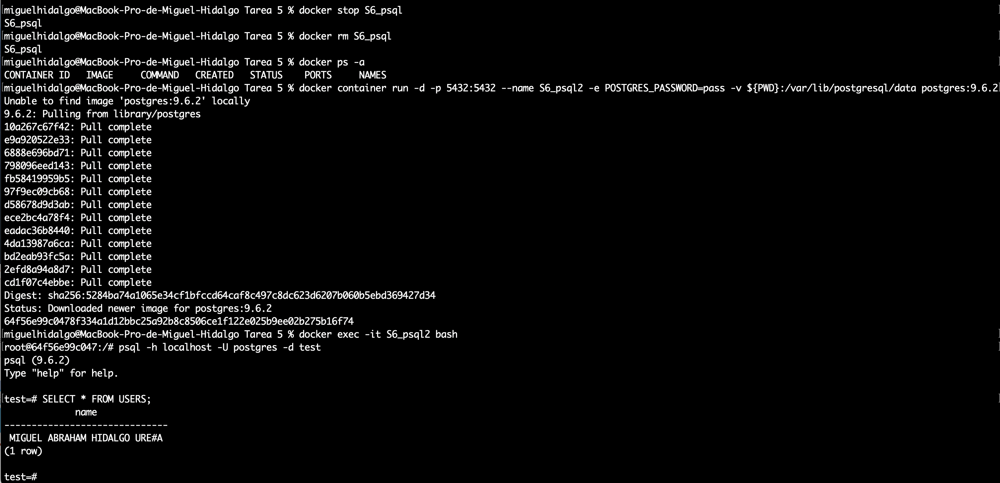 miguelhidalgo@MacBook-Pro-de-Miguel-Hidalgo Tarea 5 % docker stop S6_psql
S6_psql
miguelhidalgo@MacBook-Pro-de-Miguel-Hidalgo Tarea 5 % docker rm S6_psql
S6_psql
miguelhidalgo@MacBook-Pro-de-Miguel-Hidalgo Tarea 5 % docker ps -a
CONTAINER ID   IMAGE     COMMAND   CREATED   STATUS    PORTS     NAMES
miguelhidalgo@MacBook-Pro-de-Miguel-Hidalgo Tarea 5 % docker container run -d -p 5432:5432 --name S6_psql2 -e POSTGRES_PASSWORD=pass -v ${PWD}:/var/lib/postgresql/data postgres:9.6.2
Unable to find image 'postgres:9.6.2' locally
9.6.2: Pulling from library/postgres
10a267c67f42: Pull complete
e9a920522e33: Pull complete
6888e696bd71: Pull complete
798096eed143: Pull complete
fb58419959b5: Pull complete
97f9ec09cb68: Pull complete
d58678d9d3ab: Pull complete
ece2bc4a78f4: Pull complete
eadac36b8440: Pull complete
4da13987a6ca: Pull complete
bd2eab93fc5a: Pull complete
2efd8a94a8d7: Pull complete
cd1f07c4ebbe: Pull complete
Digest: sha256:5284ba74a1065e34cf1bfccd64caf8c497c8dc623d6207b060b5ebd369427d34
Status: Downloaded newer image for postgres:9.6.2
64f56e99c0478f334a1d12bbc25a92b8c8506ce1f122e025b9ee02b275b16f74
miguelhidalgo@MacBook-Pro-de-Miguel-Hidalgo Tarea 5 % docker exec -it S6_psql2 bash
root@64f56e99c047:/# psql -h localhost -U postgres -d test
psql (9.6.2)
Type "help" for help.
test=# SELECT * FROM USERS;
name
------------------------------
MIGUEL ABRAHAM HIDALGO URE#A
(1 row)
test=#